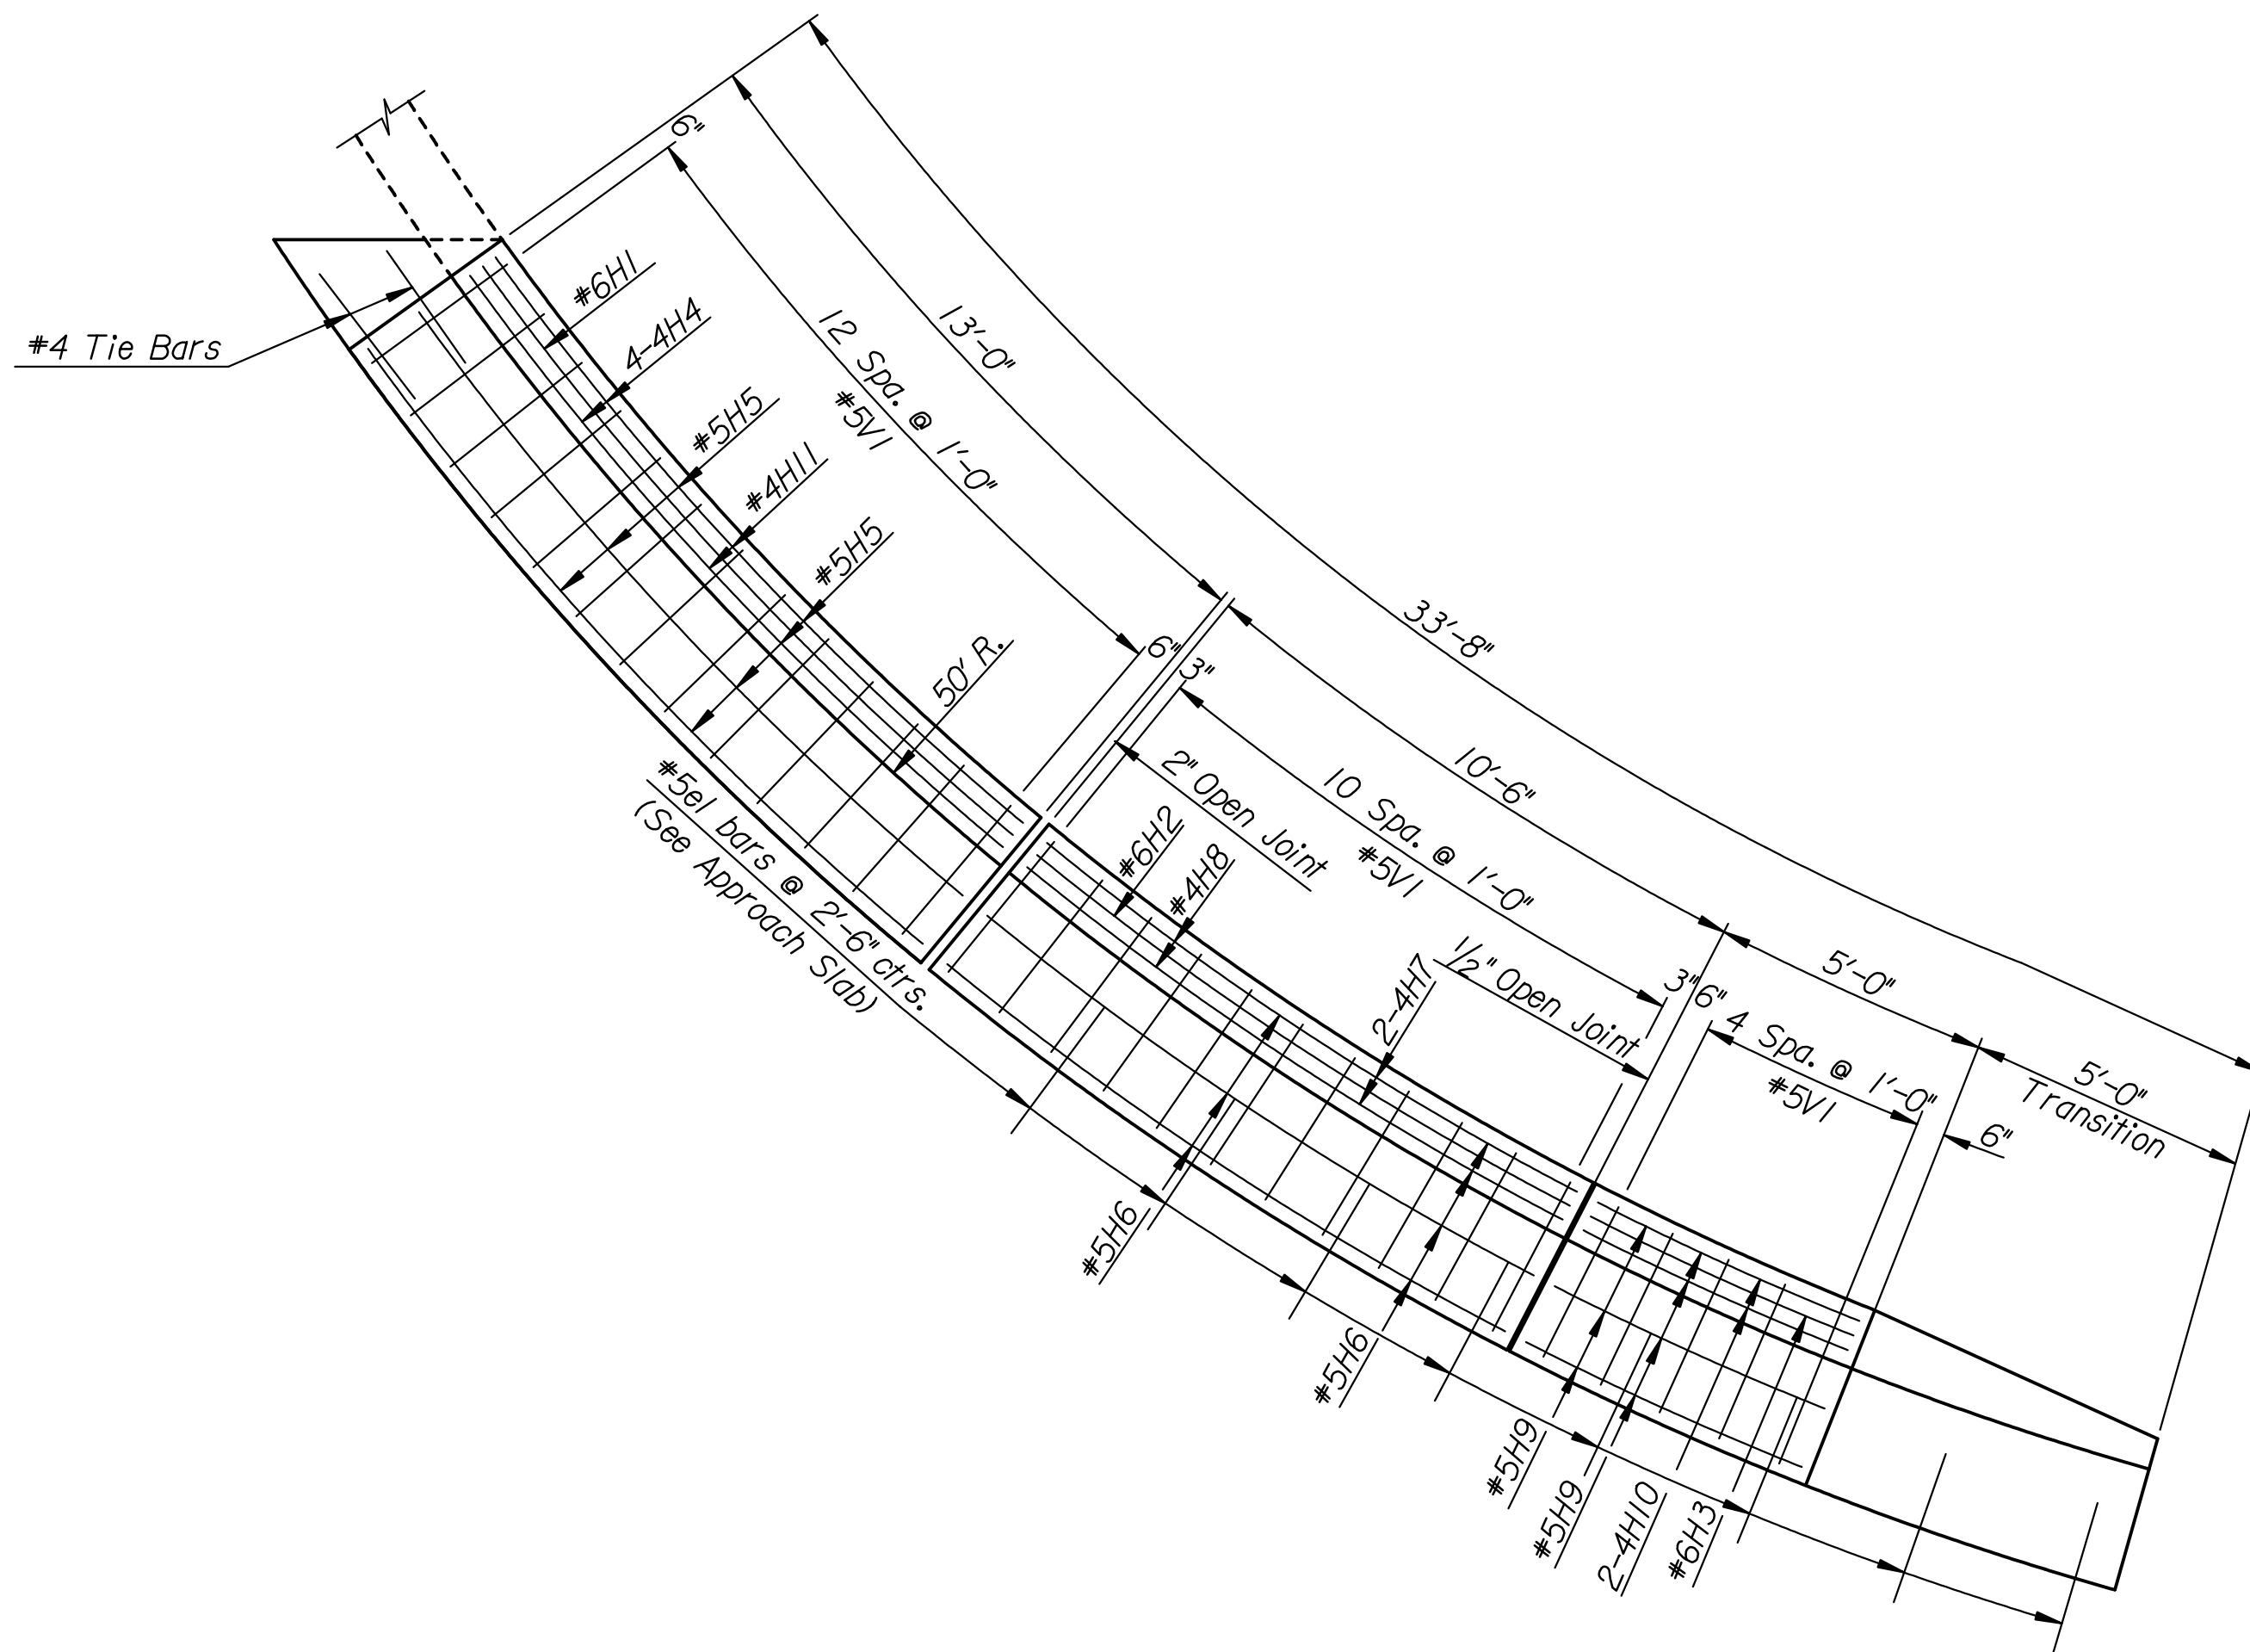 6"
#6H1
#4 Tie Bars
4-4H4
#5H5
#4H11
#5H5
12 Spa. @ 1'-0"
#5V1
13'-0"
33'-8"
50' R.
6"
3"
2" Open Joint
10 Spa. @ 1'-0"
#5V1
10'-6"
#5e1 bars @ 2'-6" ctrs.
(See Approach Slab)
#6H2
#4H8
2-4H7
1/2" Open Joint
3"
6"
4 Spa. @ 1'-0"
#5V1
5'-0"
5'-0"
Transition
6"
#5H6
#5H6
#5H9
#5H9
2-4H10
#6H3